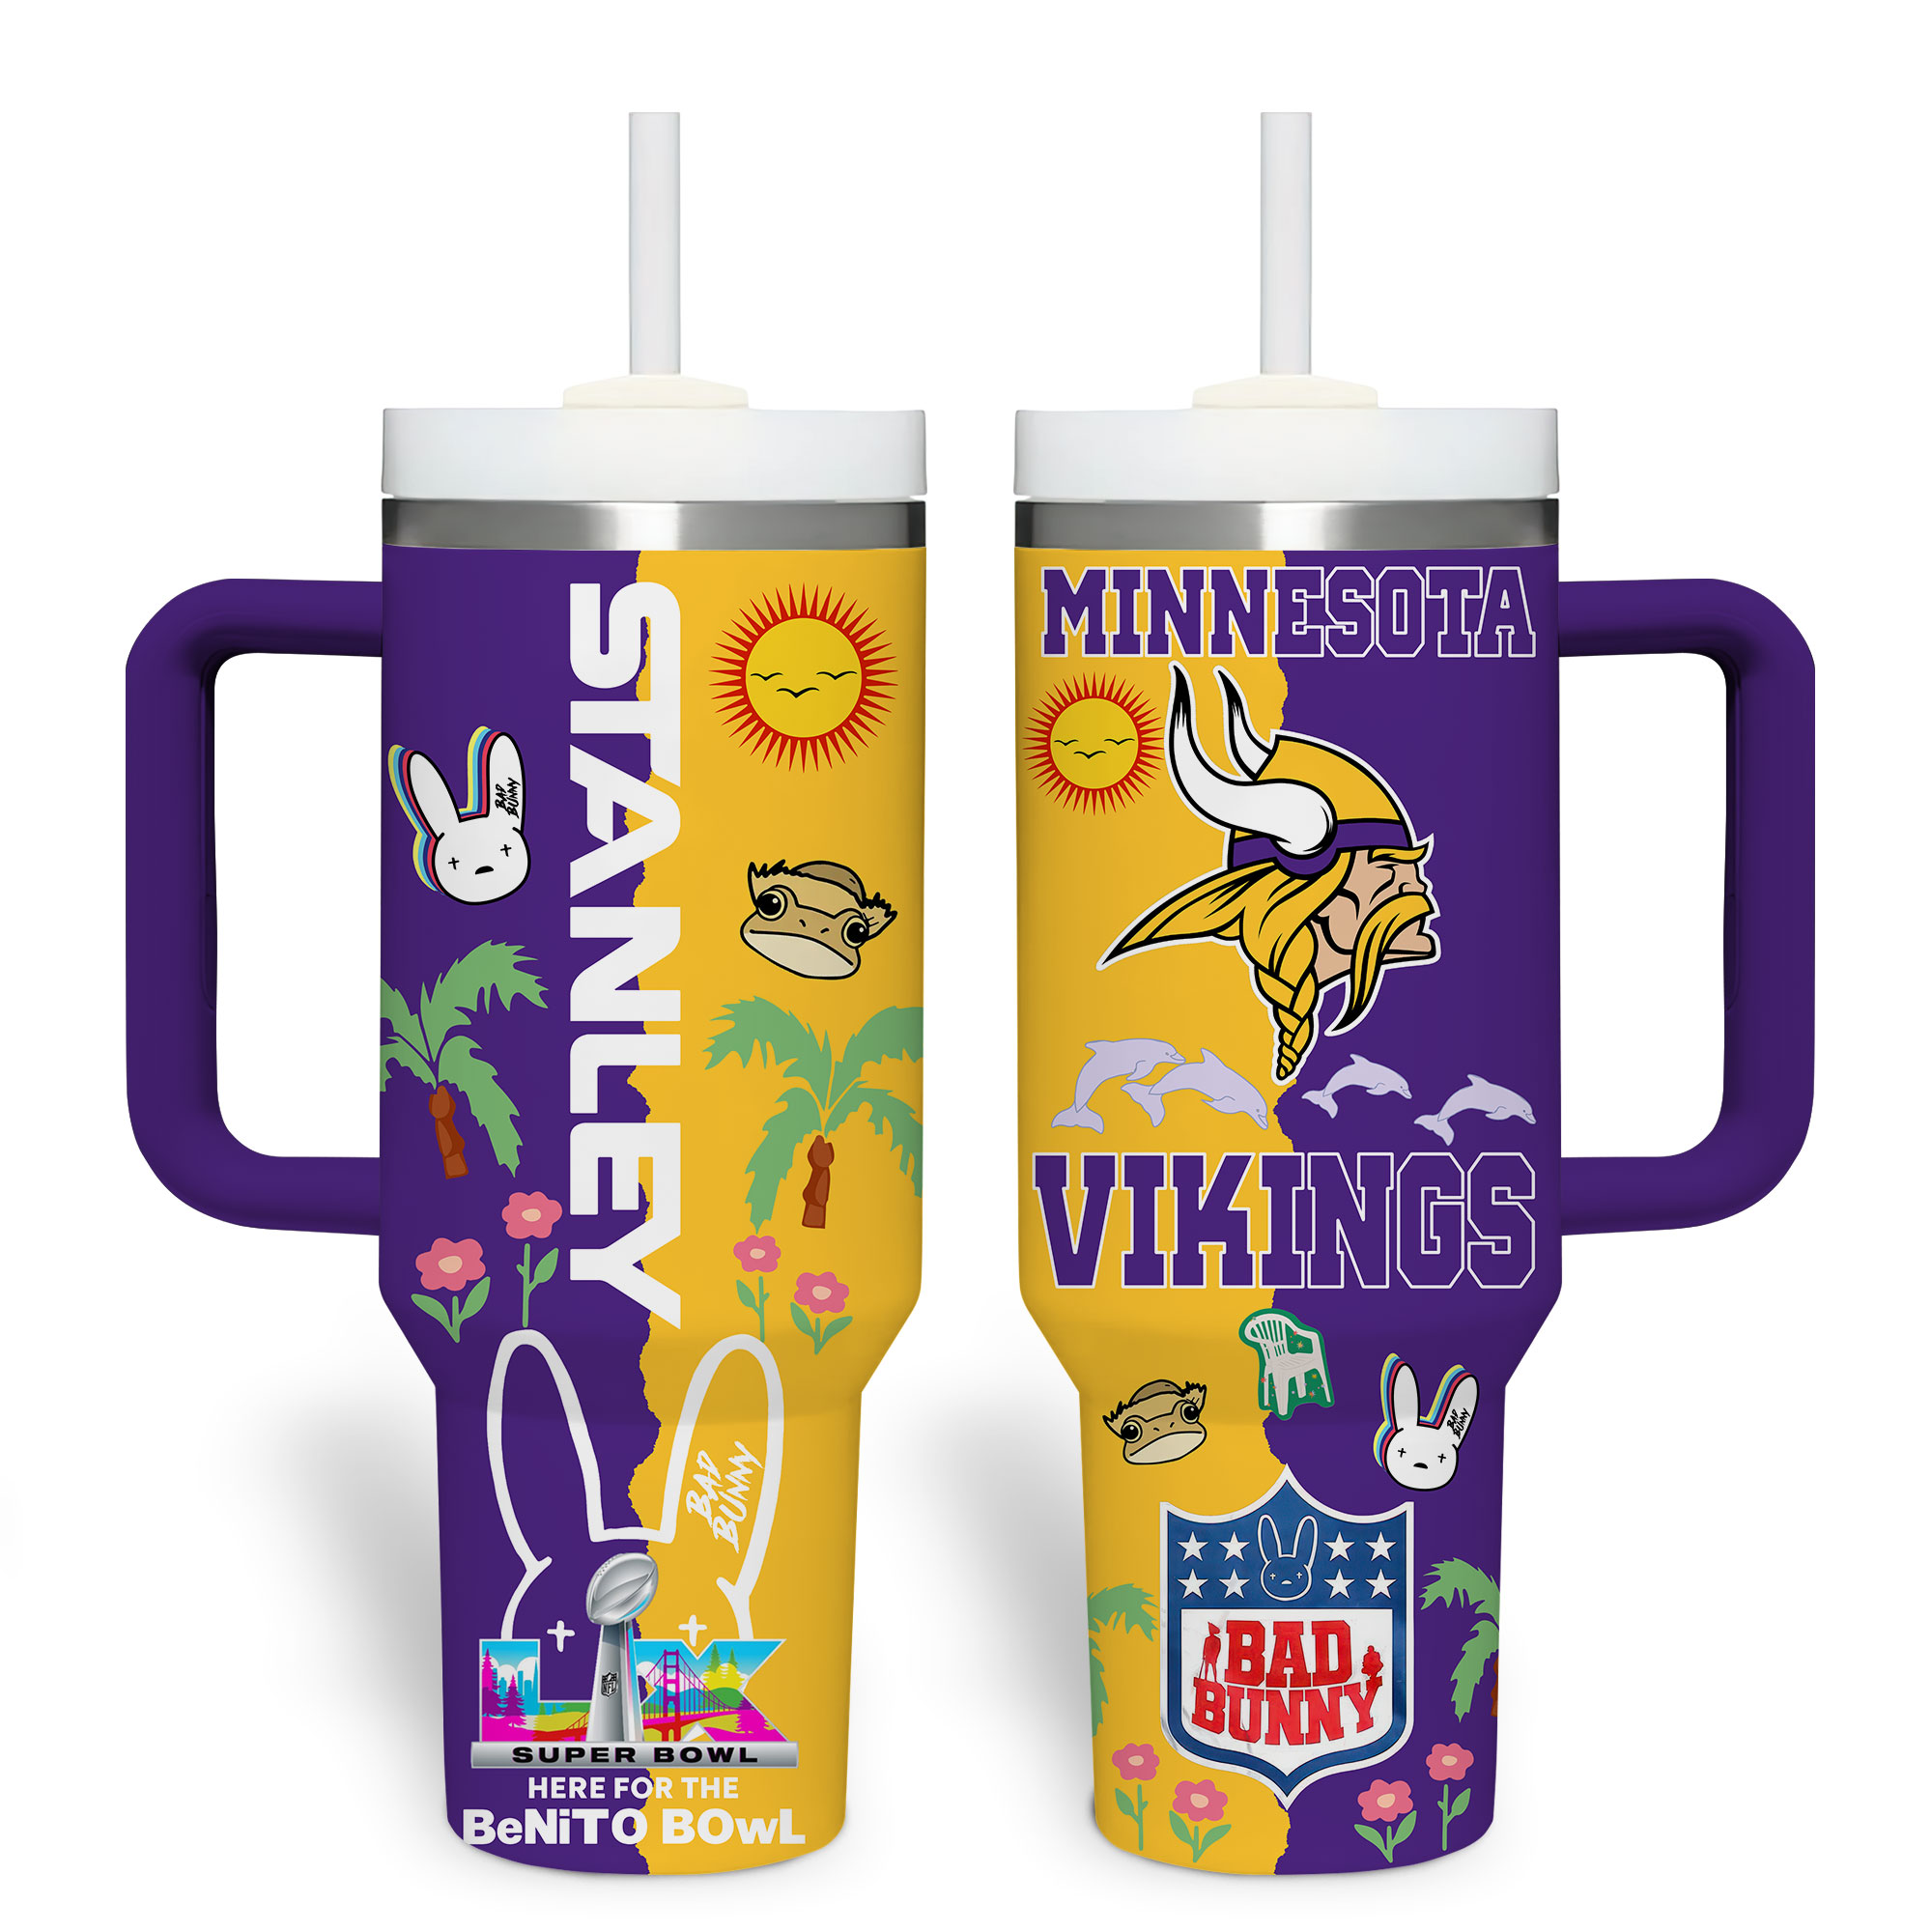 STANLEY
BAD
BUNNY
BAD
BUNNY
NFL
LX
SUPER BOWL
HERE FOR THE
BeNiTO BOwL
MINNESOTA
VIKINGS
BAD
BUNNY
BAD
BUNNY